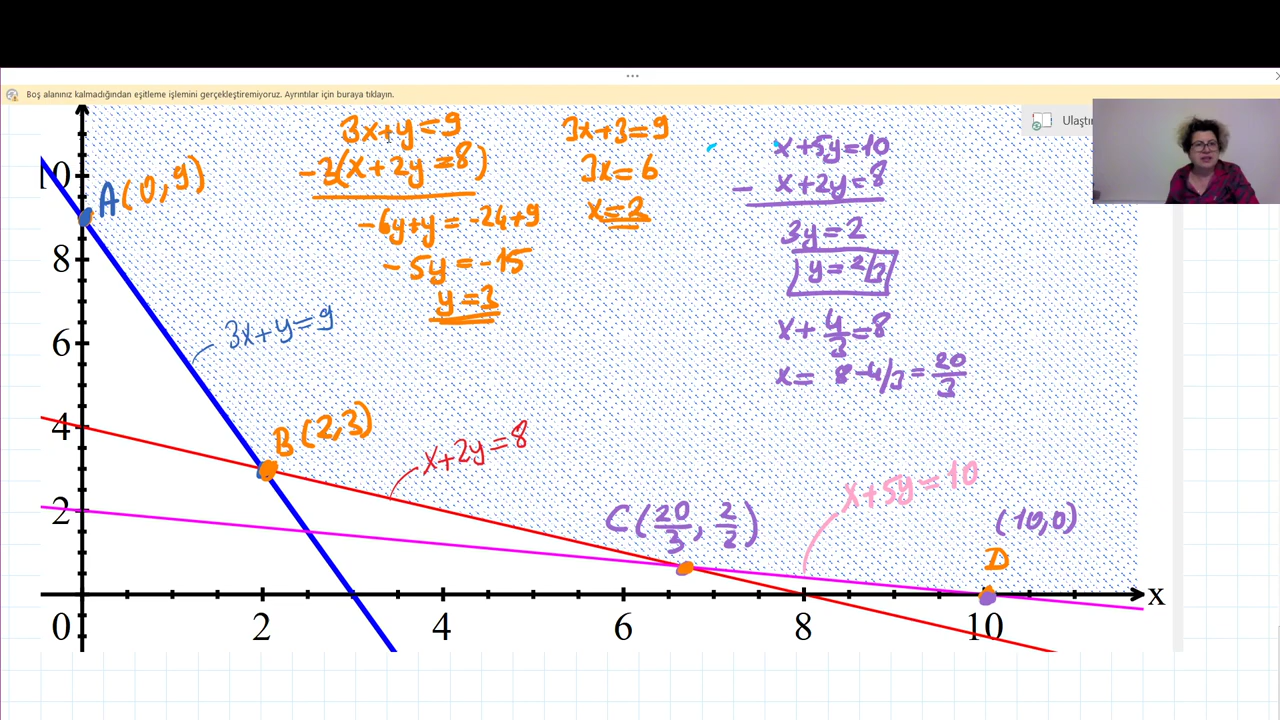 Boş alanınız kalmadığından eşitleme işlemini gerçekleştiremiyoruz. Ayrıntılar için buraya tıklayın.
Ulaştır
3x+y=9
-3(x+2y=8)
-6y+y=-24+9
-5y=-15
y=3
3x+3=9
3x=6
x=2
x+5y=10
- x+2y=8
3y=2
y=2/3
x+4/3=8
x= 8-4/3=20/3
A(0,9)
3x+y=9
B(2,3)
x+2y=8
C(20/3, 2/2)
x+5y=10
(10,0)
D
10
8
6
4
2
0 2 4 6 8 10 x